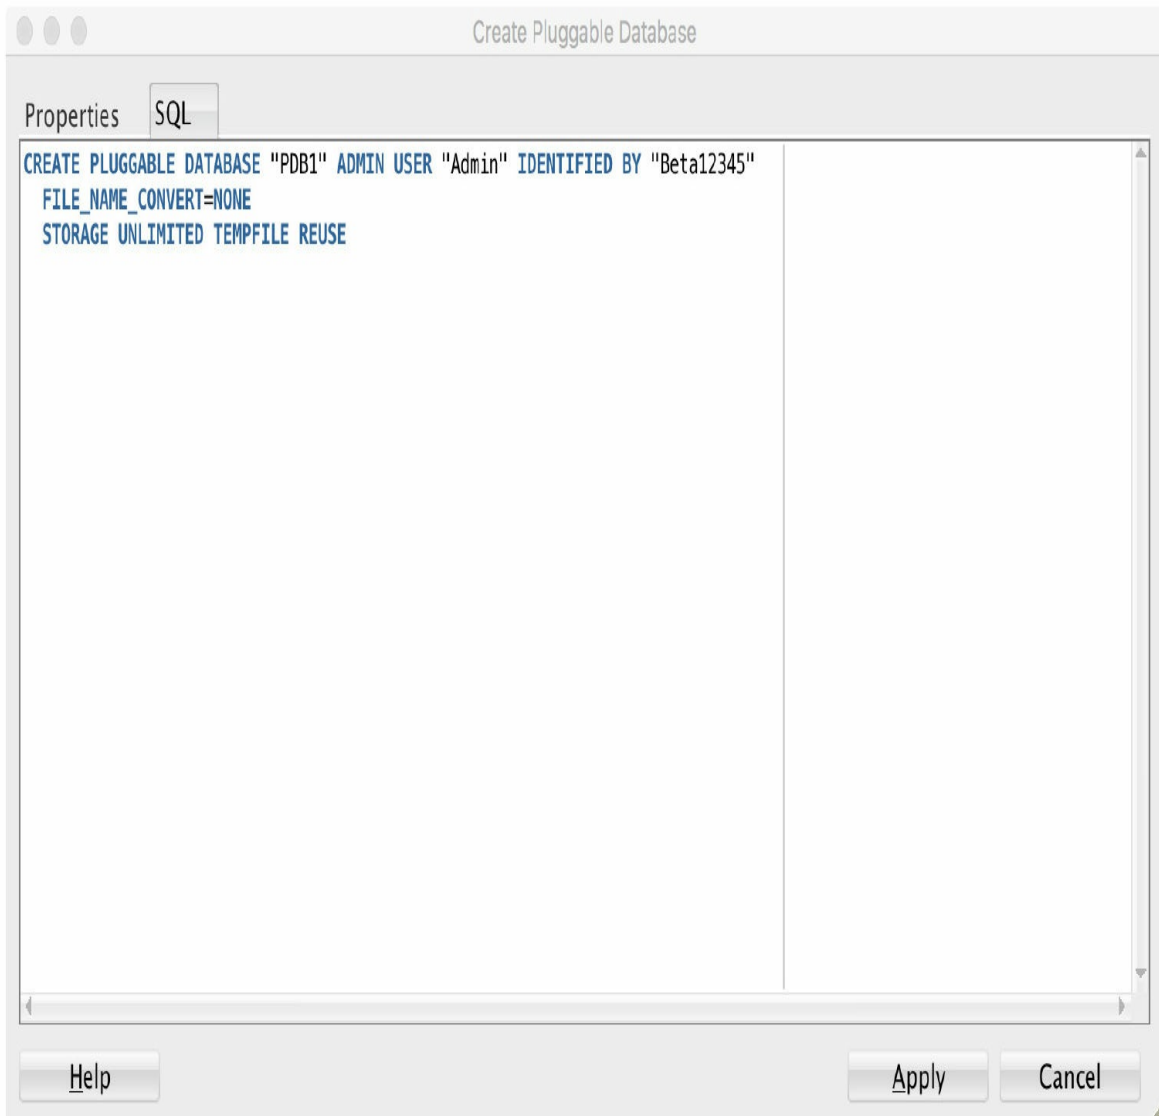 Create Pluggable Database
Properties SQL
CREATE PLUGGABLE DATABASE "PDB1" ADMIN USER "Admin" IDENTIFIED BY "Beta12345"
FILE_NAME_CONVERT=NONE
STORAGE UNLIMITED TEMPFILE REUSE
Help Apply Cancel